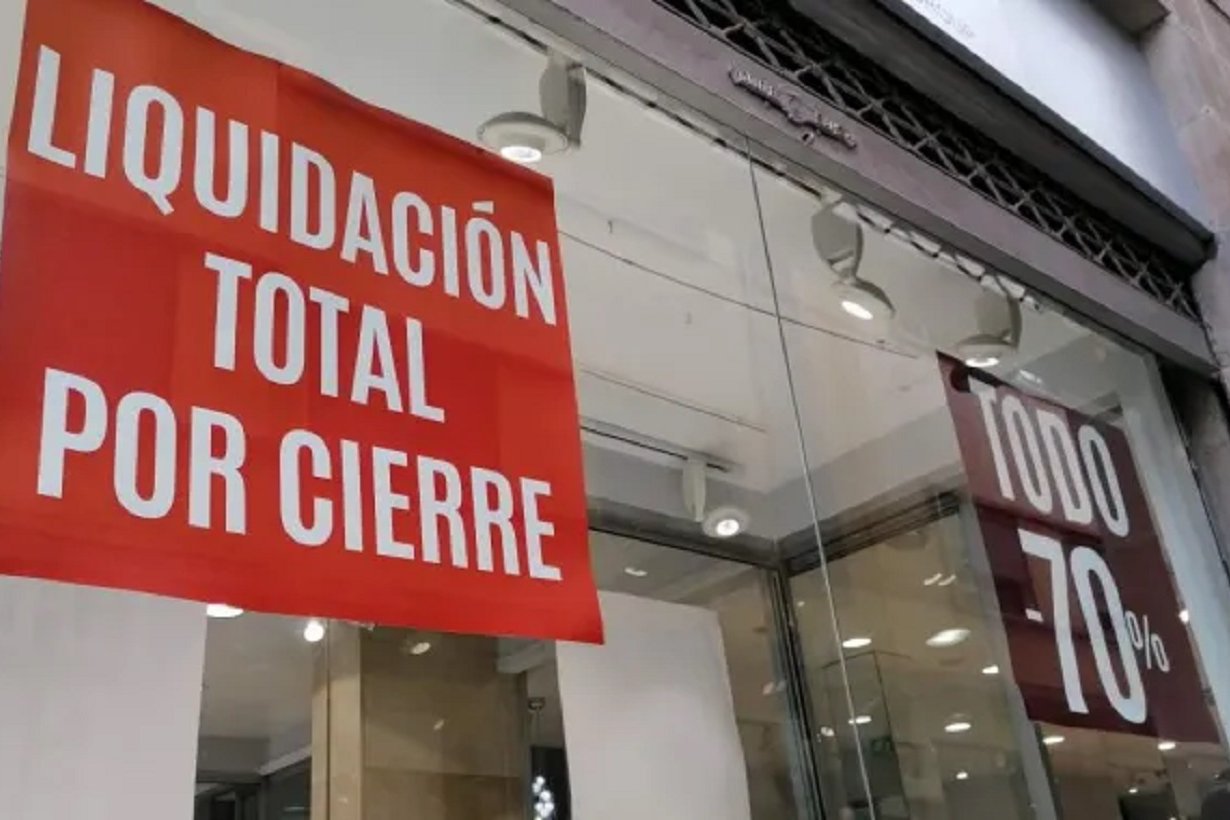 LIQUIDACIÓN
TOTAL
POR CIERRE
TODO
-70%